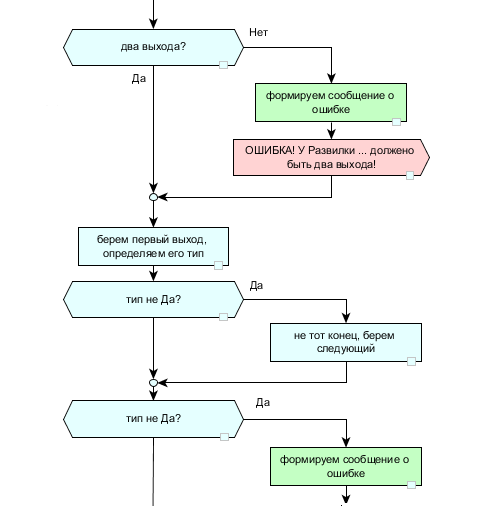 два выхода?
Нет
Да
формируем сообщение о
ошибке
ОШИБКА! У Развилки ... должено
быть два выхода!
берем первый выход,
определяем его тип
тип не Да?
Да
не тот конец, берем
следующий
тип не Да?
Да
формируем сообщение о
ошибке